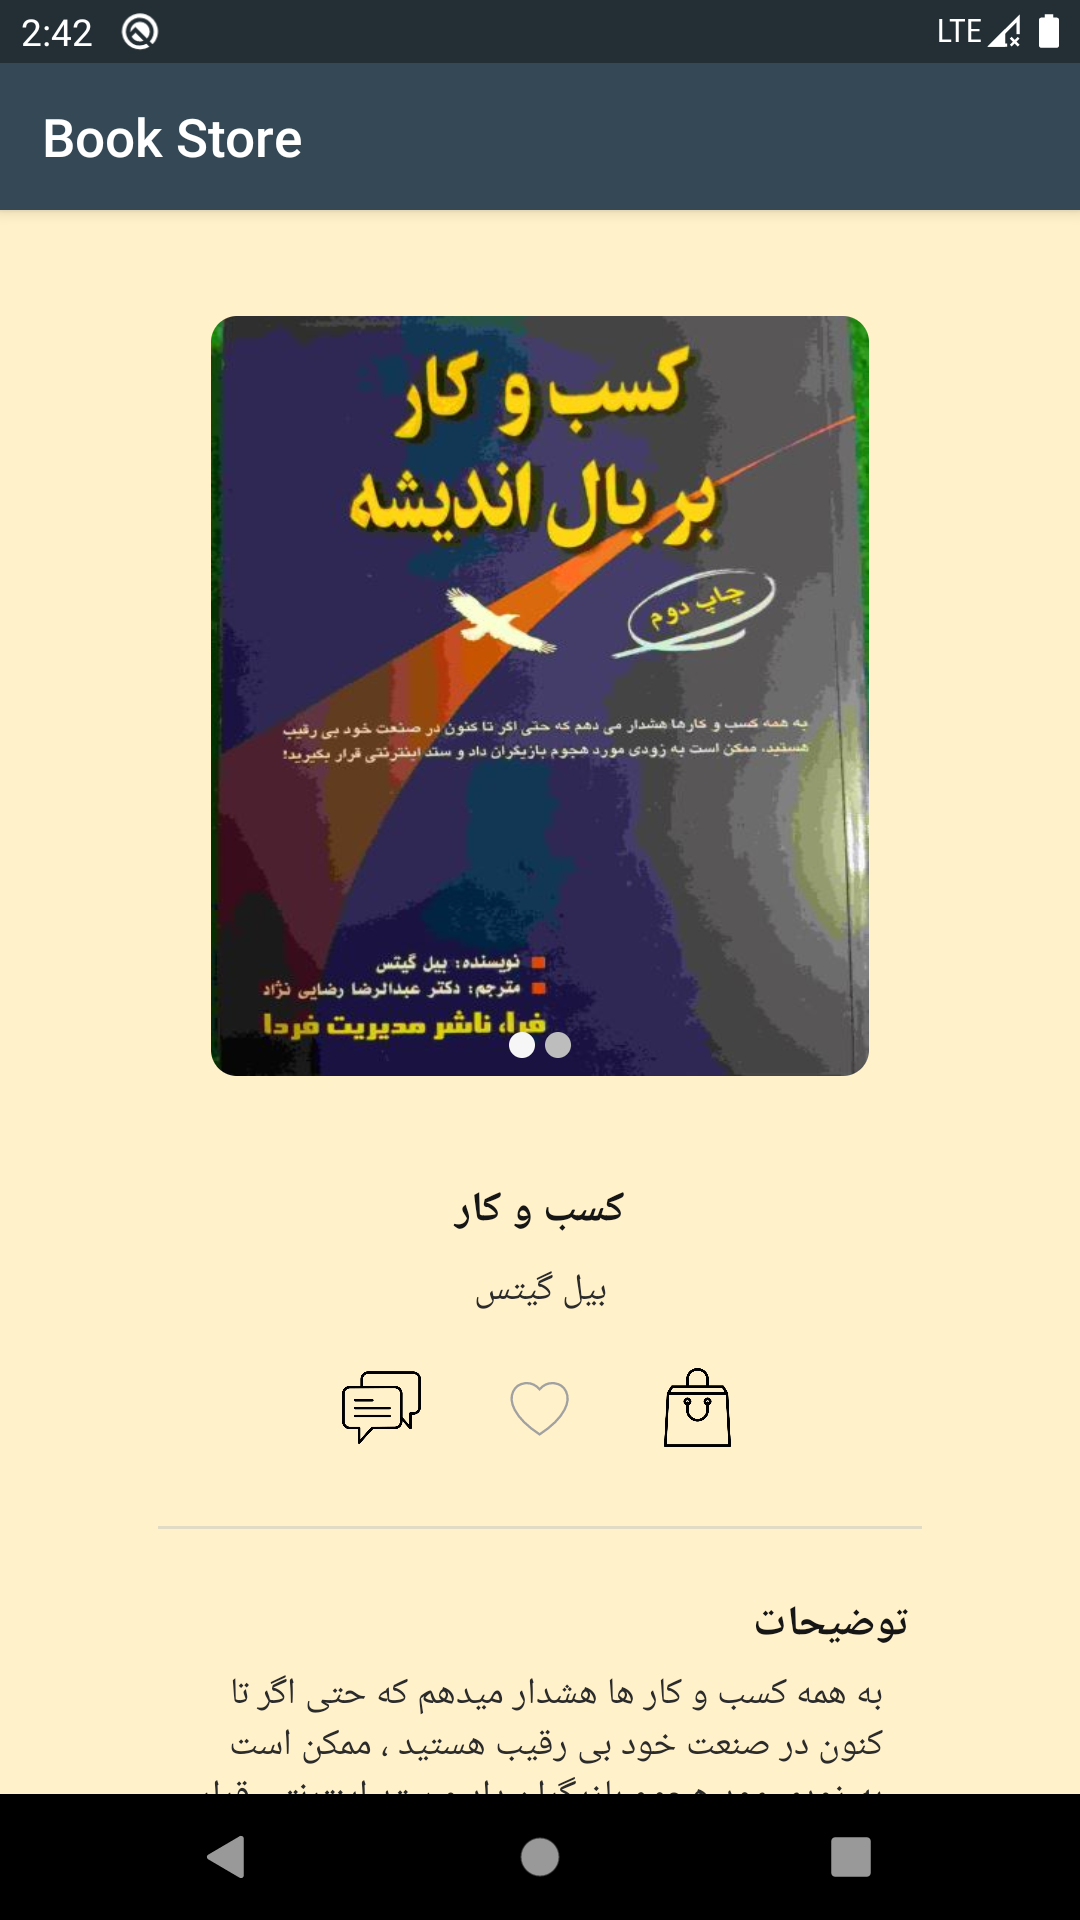 2:42
LTE
Book Store
کسب و کار
بر بال اندیشه
چاپ دوم
به همه کسب و کارها هشدار می دهم که حتی اگر تا کنون در صنعت خود بی رقیب
هستید، ممکن است به زودی مورد هجوم بازیگران داد و ستد اینترنتی قرار بگیرید!
نویسنده: بیل گیتس
مترجم: دکتر عبدالرضا رضایی نژاد
فرا، ناشر مدیریت فردا
کسب و کار
بیل گیتس
توضیحات
به همه کسب و کار ها هشدار میدهم که حتی اگر تا
کنون در صنعت خود بی رقیب هستید ، ممکن است